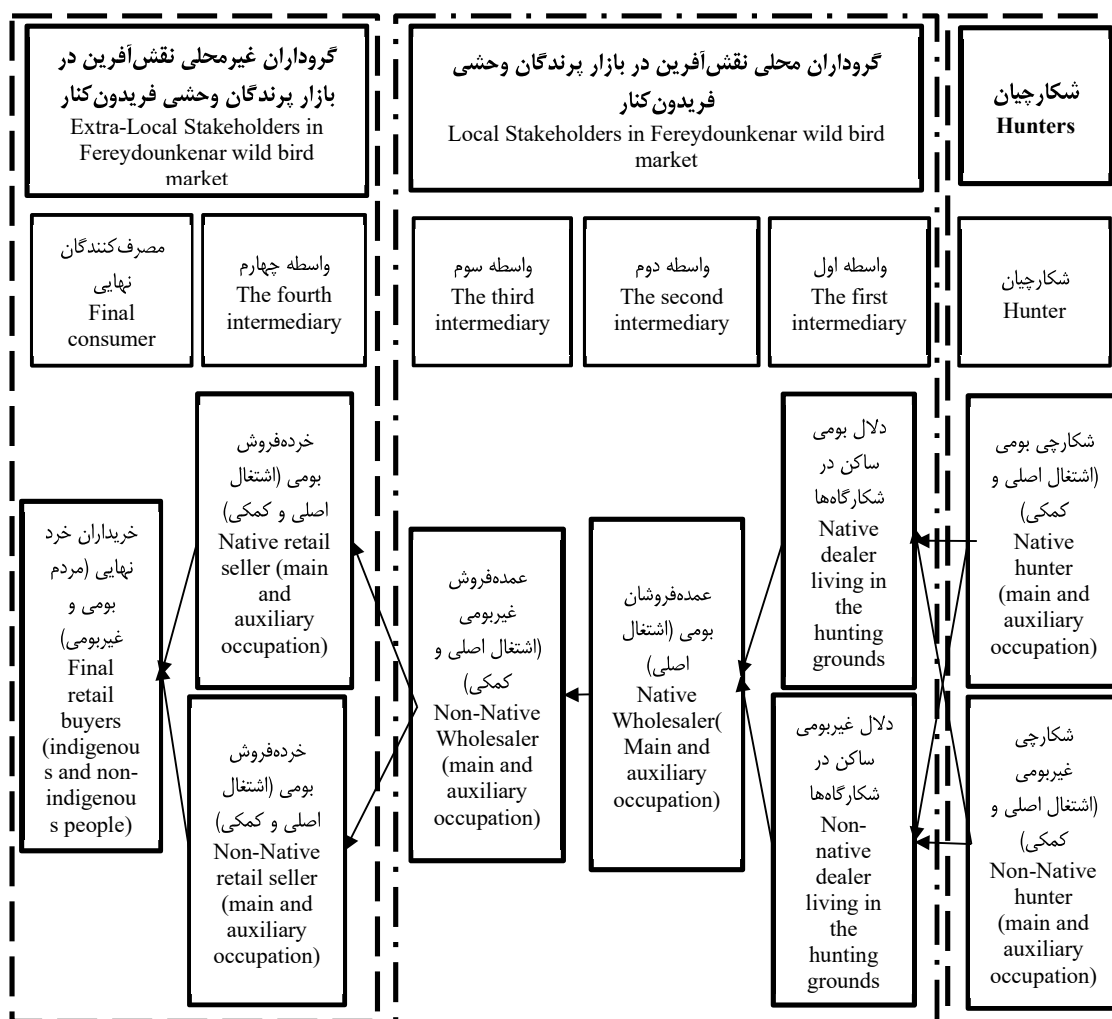 شکارچیان
Hunters
گروداران محلی نقش‌آفرین در بازار پرندگان وحشی
فریدون‌کنار
Local Stakeholders in Fereydounkenar wild bird
market
گروداران غیرمحلی نقش‌آفرین در
بازار پرندگان وحشی فریدون‌کنار
Extra-Local Stakeholders in
Fereydounkenar wild bird
market
شکارچیان
Hunter
واسطه اول
The first
intermediary
واسطه دوم
The second
intermediary
واسطه سوم
The third
intermediary
واسطه چهارم
The fourth
intermediary
مصرف‌کنندگان
نهایی
Final
consumer
شکارچی بومی
(اشتغال اصلی و
کمکی)
Native
hunter
(main and
auxiliary
occupation)
شکارچی
غیربومی
(اشتغال اصلی و
کمکی)
Non-Native
hunter
(main and
auxiliary
occupation)
دلال بومی
ساکن در
شکارگاه‌ها
Native
dealer
living in
the
hunting
grounds
دلال غیربومی
ساکن در
شکارگاه‌ها
Non-
native
dealer
living in
the
hunting
grounds
عمده‌فروشان
بومی (اشتغال
اصلی)
Native
Wholesaler(
Main and
auxiliary
occupation)
عمده‌فروش
غیربومی
(اشتغال اصلی و
کمکی)
Non-Native
Wholesaler
(main and
auxiliary
occupation)
خرده‌فروش
بومی (اشتغال
اصلی و کمکی)
Native retail
seller (main
and
auxiliary
occupation)
خرده‌فروش
بومی (اشتغال
اصلی و کمکی)
Non-Native
retail seller
(main and
auxiliary
occupation)
خریداران خرد
نهایی (مردم
بومی و
غیربومی)
Final
retail
buyers
(indigenou
s and non-
indigenou
s people)